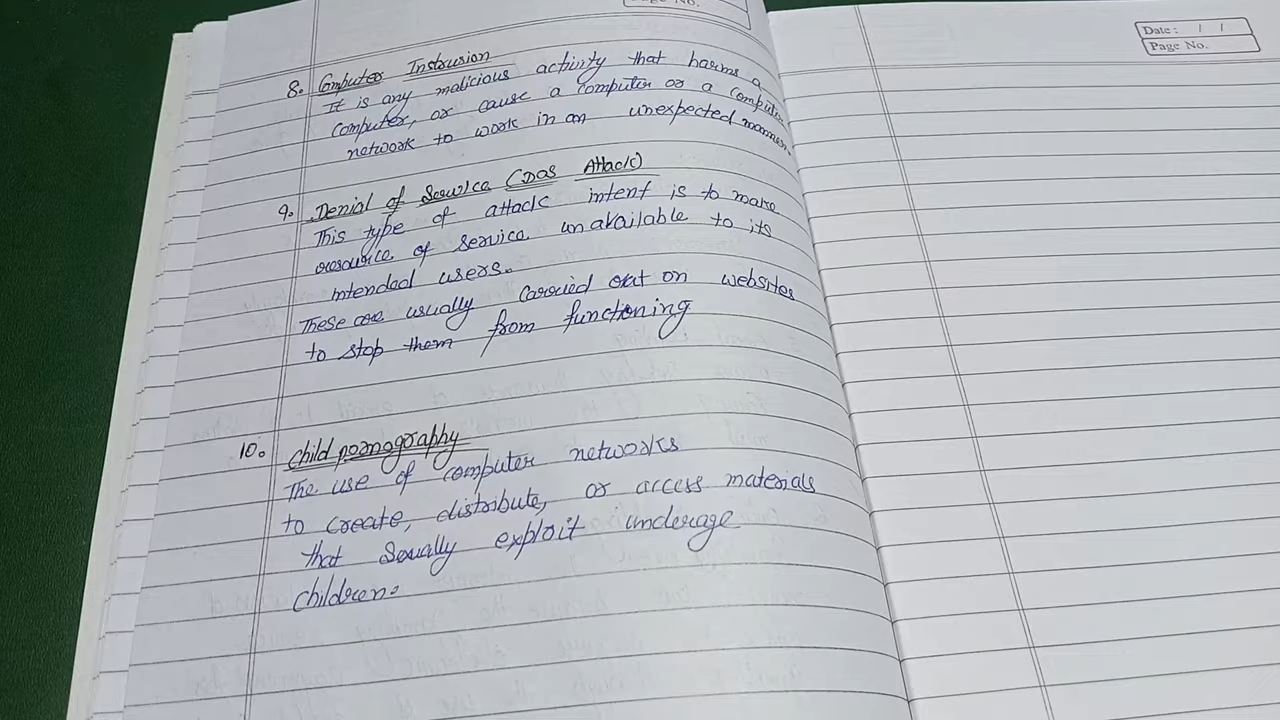 Page No.
Date : / /
Page No.
8. Computer Instrusion
It is any malicious activity that harms a
computer, or cause a computer or a computer
network to work in an unexpected manner.
9. Denial of Service (DOS Attack)
This type of attack intent is to make
resource of service unavailable to its
intended users.
These are usually carried out on websites
to stop them from functioning
10. Child pornography
The use of computer networks
to create, distribute, or access materials
that sexually exploit underage
children.